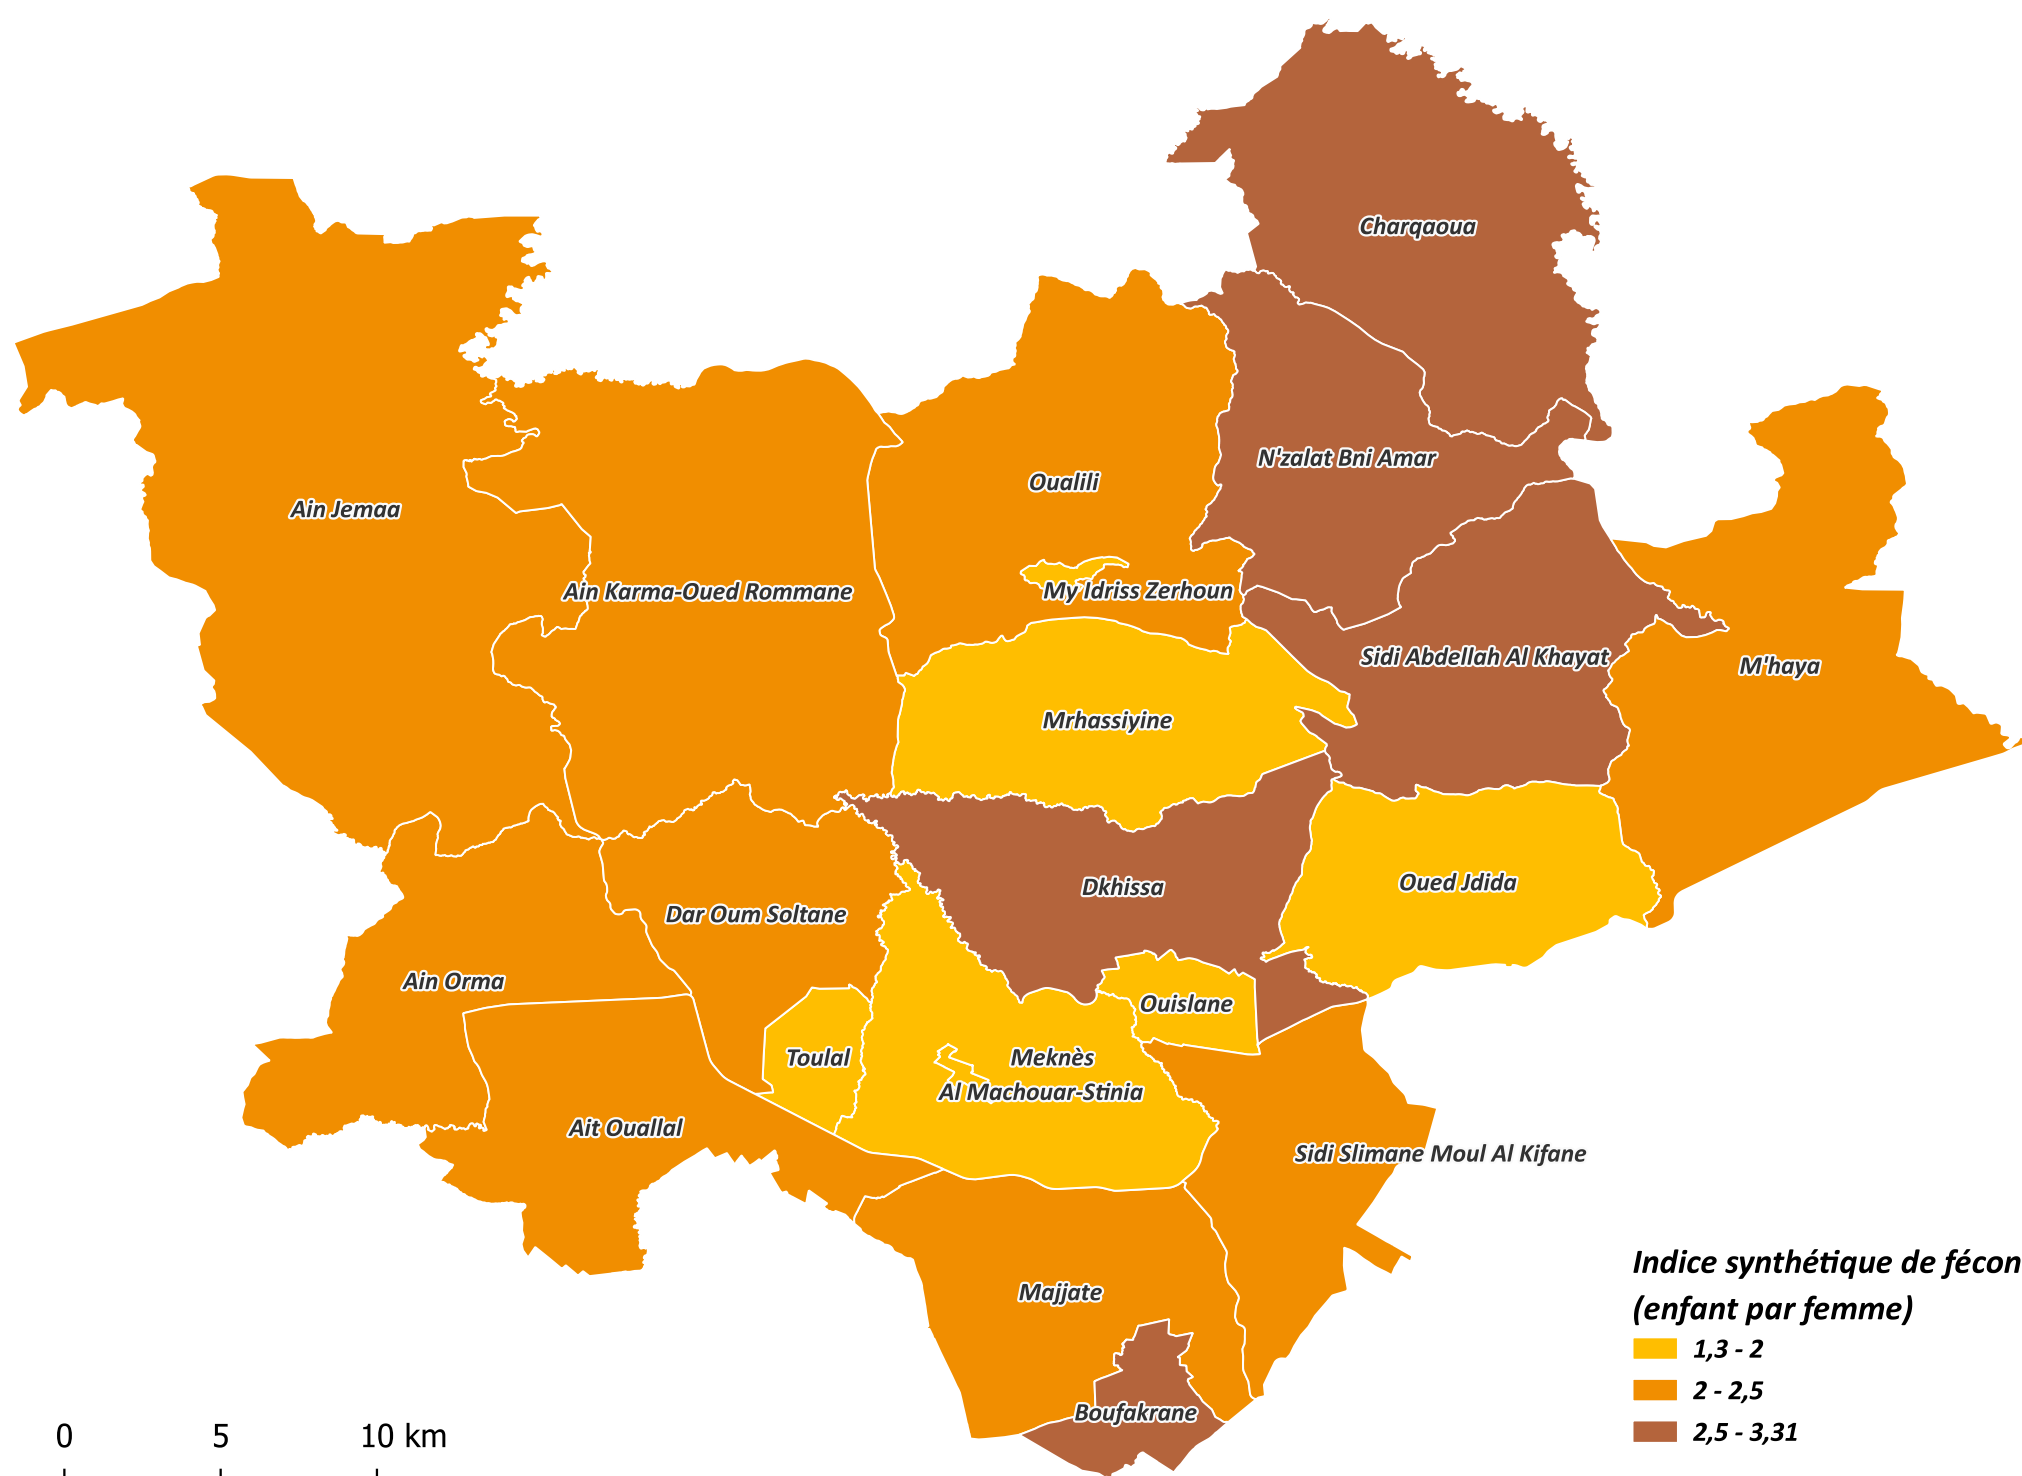 Charqaoua
N'zalat Bni Amar
Oualili
Ain Jemaa
Ain Karma-Oued Rommane
My Idriss Zerhoun
Sidi Abdellah Al Khayat
M'haya
Mrhassiyine
Dkhissa
Oued Jdida
Dar Oum Soltane
Ain Orma
Ouislane
Toulal
Meknès
Al Machouar-Stinia
Ait Ouallal
Sidi Slimane Moul Al Kifane
Majjate
Boufakrane
Indice synthétique de fécon
(enfant par femme)
1,3 - 2
2 - 2,5
2,5 - 3,31
0 5 10 km